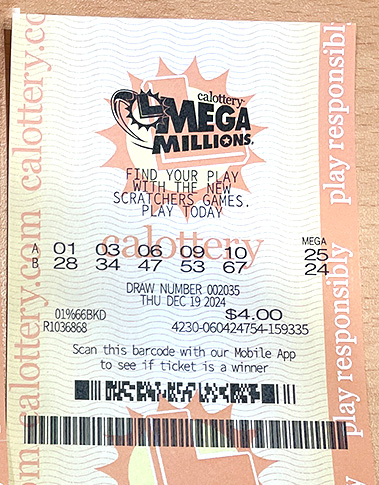 calottery
MEGA
MILLIONS
FIND YOUR PLAY
WITH THE NEW
SCRATCHERS GAMES.
PLAY TODAY
calottery
MEGA
A 01 03 06 09 10 25
B 28 34 47 53 67 24
DRAW NUMBER 002035
THU DEC 19 2024
01%66BKD $4.00
R1036868 4230-060424754-159335
Scan this barcode with our Mobile App
to see if ticket is a winner
calottery.com calottery.com
play responsibly play responsibly